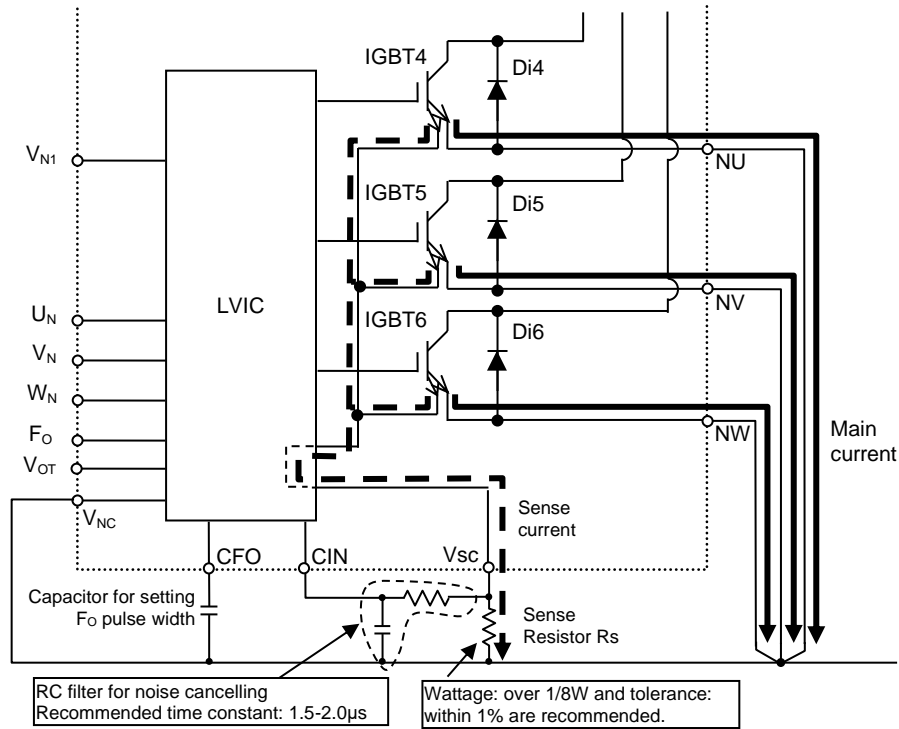 IGBT4
Di4
V_N1
NU
IGBT5
Di5
LVIC
NV
U_N
IGBT6
Di6
V_N
W_N
F_O
NW
Main
current
V_OT
V_NC
Sense
current
CFO
CIN
Vsc
Capacitor for setting
F_O pulse width
Sense
Resistor Rs
RC filter for noise cancelling
Recommended time constant: 1.5-2.0μs
Wattage: over 1/8W and tolerance:
within 1% are recommended.